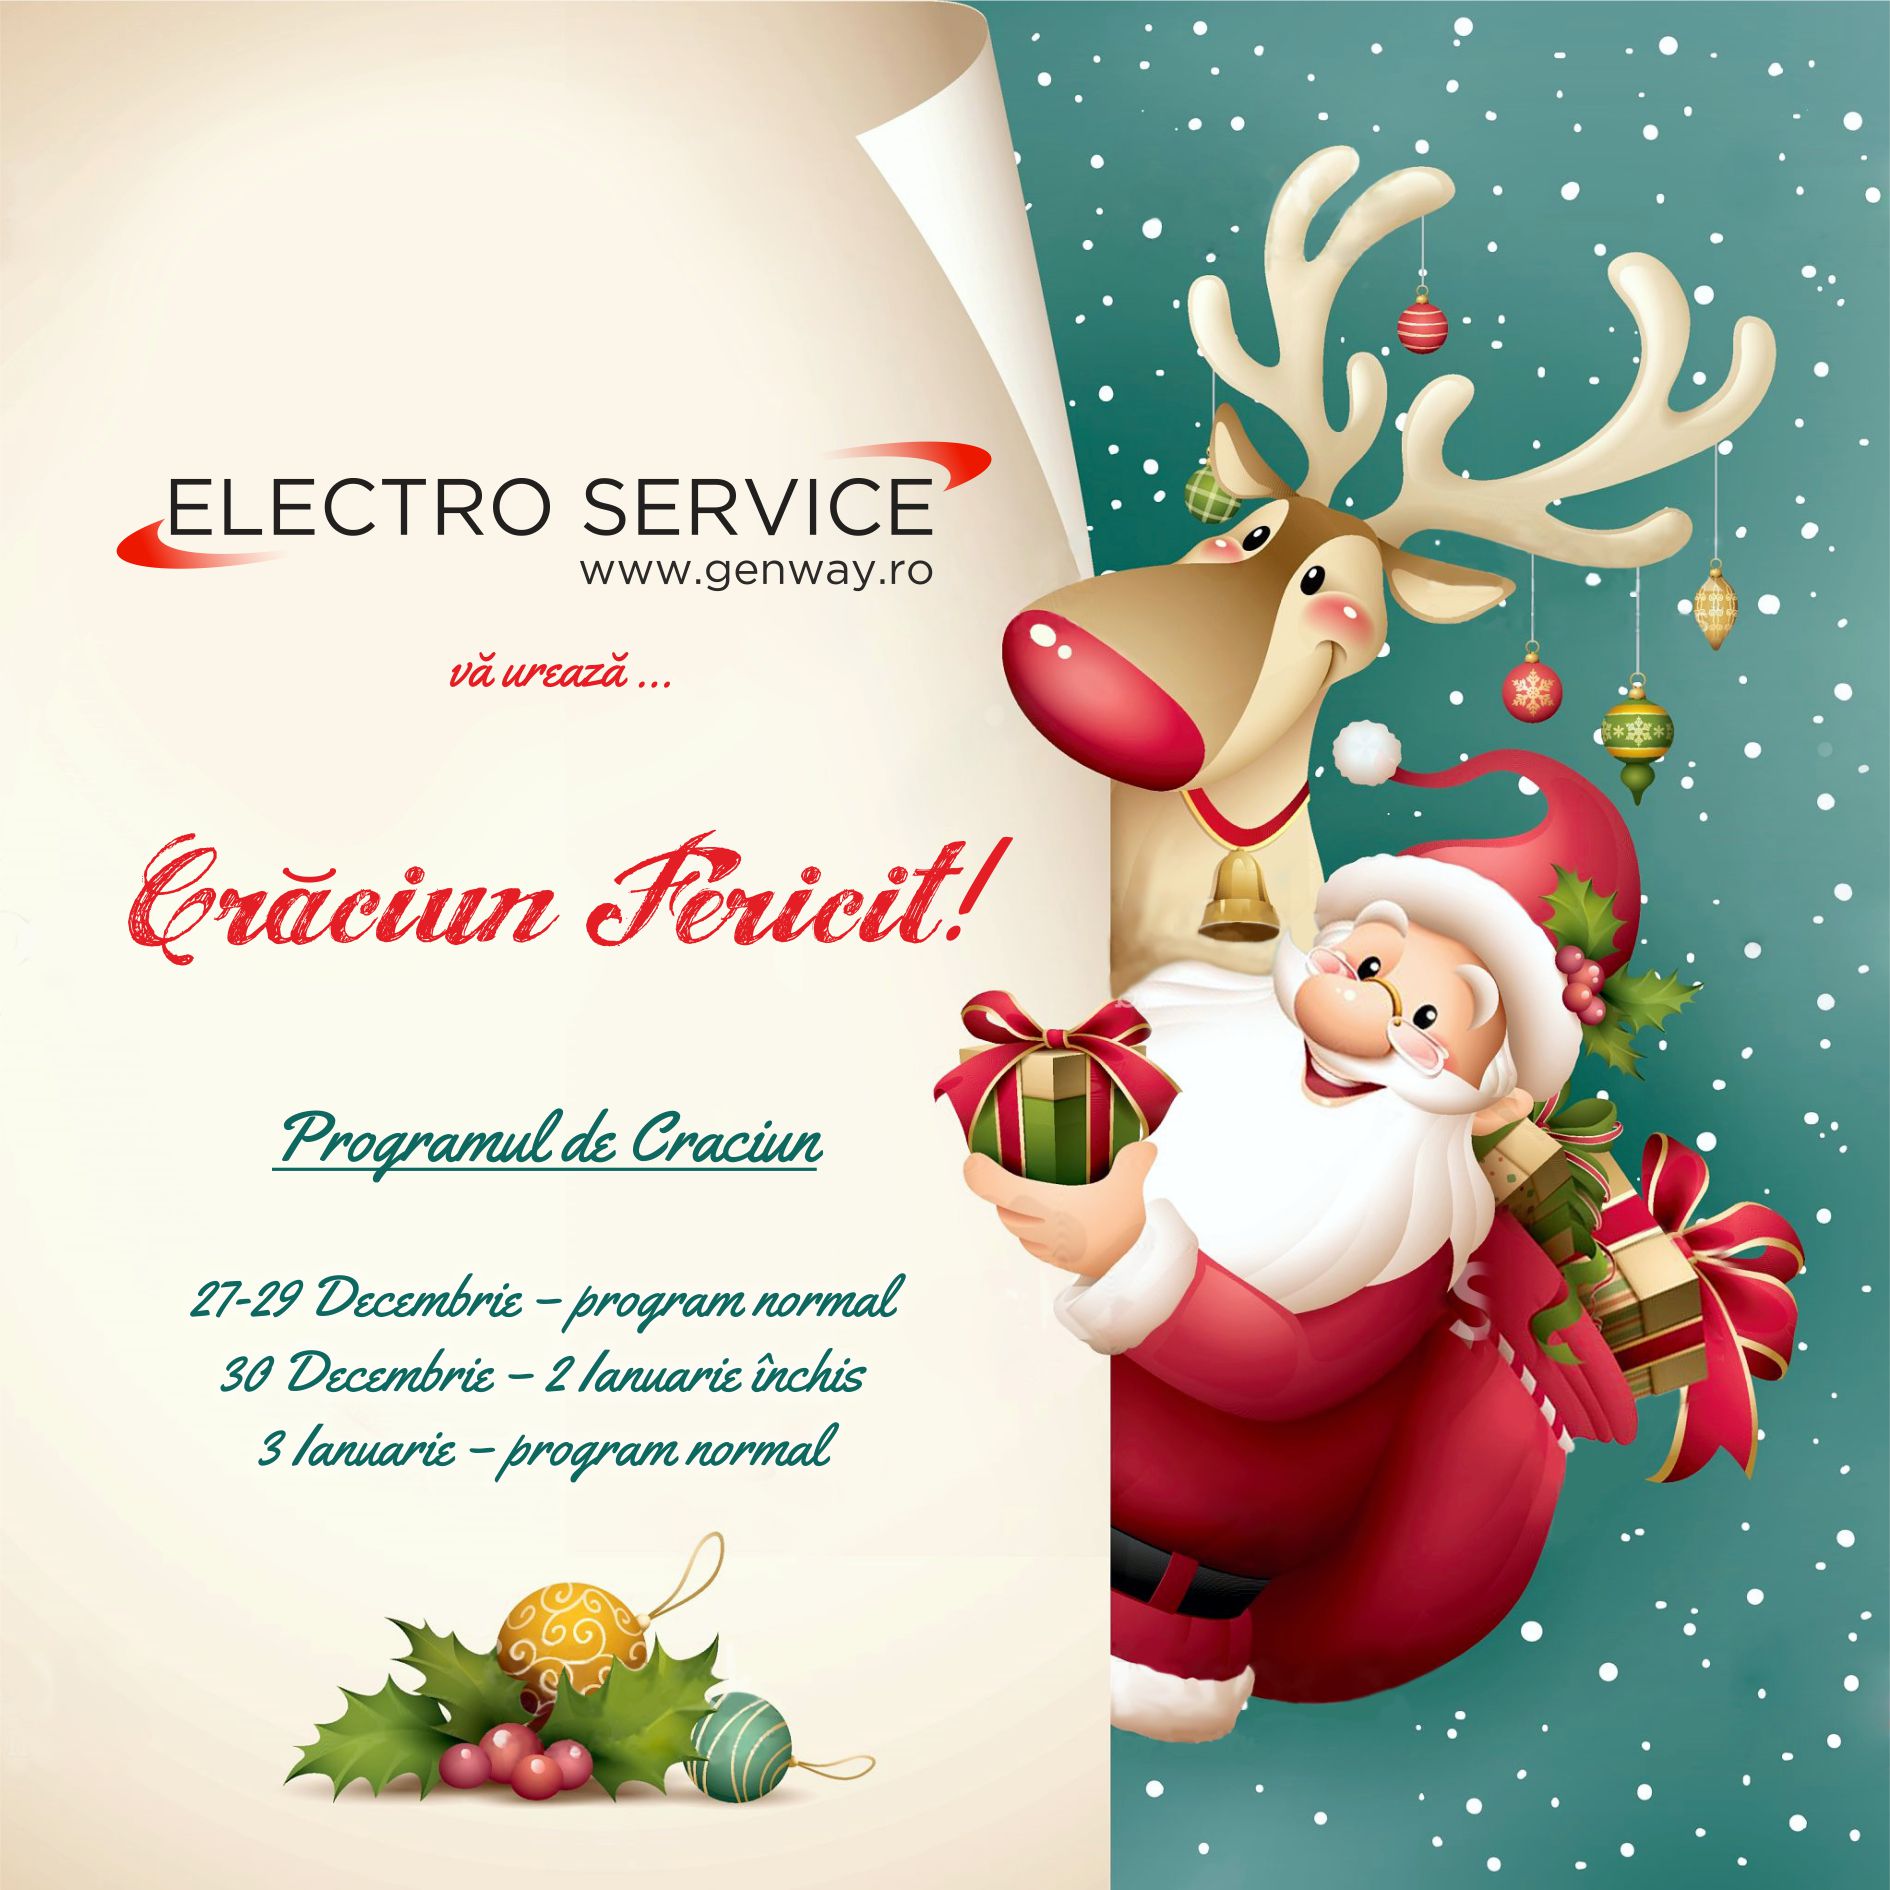 ELECTRO SERVICE
www.genway.ro
vă urează ...
Crăciun Fericit!
Programul de Craciun
27-29 Decembrie – program normal
30 Decembrie – 2 Ianuarie închis
3 Ianuarie – program normal